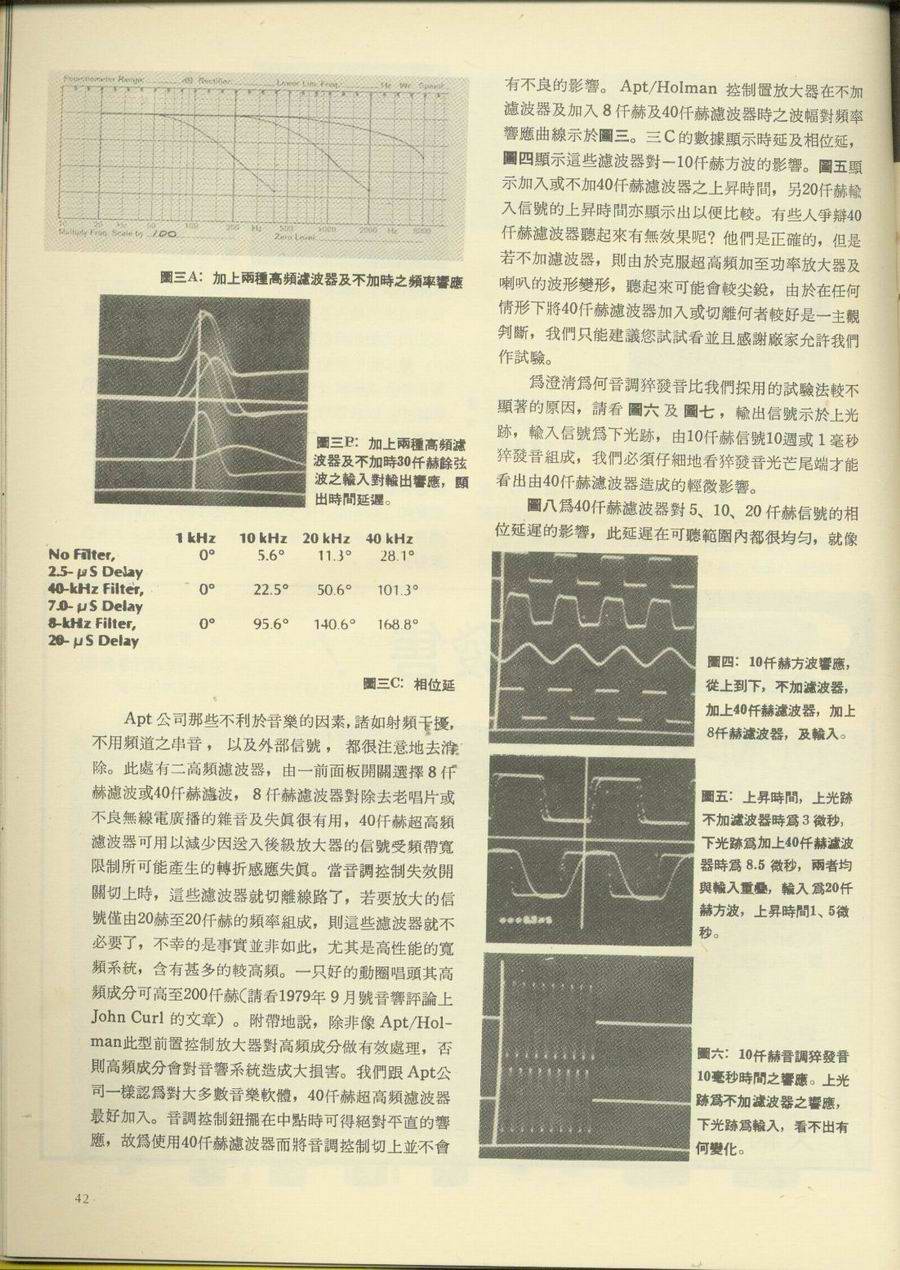 Linear Lim. Freq.
Multiply Freq. Scale by 100
Zero Level
圖三A：加上兩種高頻濾波器及不加時之頻率響應
圖三B：加上兩種高頻濾
波器及不加時30仟赫餘弦
波之輸入對輸出響應，顯
出時間延遲。
1 kHz 10 kHz 20 kHz 40 kHz
No Filter, 0° 5.6° 11.3° 28.1°
2.5- μS Delay
40-kHz Filter, 0° 22.5° 50.6° 101.3°
7.0- μS Delay
8-kHz Filter, 0° 95.6° 140.6° 168.8°
20- μS Delay
圖三C：相位延
Apt 公司那些不利於音樂的因素，諸如射頻干擾，
不用頻道之串音，以及外部信號，都很注意地去消
除。此處有二高頻濾波器，由一前面板開關選擇 8 仟
赫濾波或40仟赫濾波，8 仟赫濾波器對除去老唱片或
不良無線電廣播的雜音及失眞很有用，40仟赫超高頻
濾波器可用以減少因送入後級放大器的信號受頻帶寬
限制所可能產生的轉折感應失眞。當音調控制失效開
關切上時，這些濾波器就切離線路了，若要放大的信
號僅由20赫至20仟赫的頻率組成，則這些濾波器就不
必要了，不幸的是事實並非如此，尤其是高性能的寬
頻系統，含有甚多的較高頻。一只好的動圈唱頭其高
頻成分可高至200仟赫（請看1979年 9 月號音響評論上
John Curl 的文章）。附帶地說，除非像 Apt/Hol-
man此型前置控制放大器對高頻成分做有效處理，否
則高頻成分會對音響系統造成大損害。我們跟 Apt公
司一樣認爲對大多數音樂軟體，40仟赫超高頻濾波器
最好加入。音調控制鈕擺在中點時可得絕對平直的響
應，故爲使用40仟赫濾波器而將音調控制切上並不會
有不良的影響。 Apt/Holman 控制置放大器在不加
濾波器及加入 8 仟赫及40仟赫濾波器時之波幅對頻率
響應曲線示於圖三。三C的數據顯示時延及相位延，
圖四顯示這些濾波器對一10仟赫方波的影響。圖五顯
示加入或不加40仟赫濾波器之上昇時間，另20仟赫輸
入信號的上昇時間亦顯示出以便比較。有些人爭辯40
仟赫濾波器聽起來有無效果呢？他們是正確的，但是
若不加濾波器，則由於克服超高頻加至功率放大器及
喇叭的波形變形，聽起來可能會較尖銳，由於在任何
情形下將40仟赫濾波器加入或切離何者較好是一主觀
判斷，我們只能建議您試試看並且感謝廠家允許我們
作試驗。
爲澄淸爲何音調猝發音比我們採用的試驗法較不
顯著的原因，請看圖六及圖七，輸出信號示於上光
跡，輸入信號爲下光跡，由10仟赫信號10週或 1 毫秒
猝發音組成，我們必須仔細地看猝發音光芒尾端才能
看出由40仟赫濾波器造成的輕微影響。
圖八爲40仟赫濾波器對 5、10、20 仟赫信號的相
位延遲的影響，此延遲在可聽範圍內都很均勻，就像
圖四：10仟赫方波響應，
從上到下，不加濾波器，
加上40仟赫濾波器，加上
8仟赫濾波器，及輸入。
圖五：上昇時間，上光跡
不加濾波器時爲 3 微秒，
下光跡爲加上40仟赫濾波
器時爲 8.5 微秒，兩者均
與輸入重疊，輸入爲20仟
赫方波，上昇時間1、5微
秒。
圖六：10仟赫音調猝發音
10毫秒時間之響應。上光
跡爲不加濾波器之響應，
下光跡爲輸入，看不出有
何變化。
42